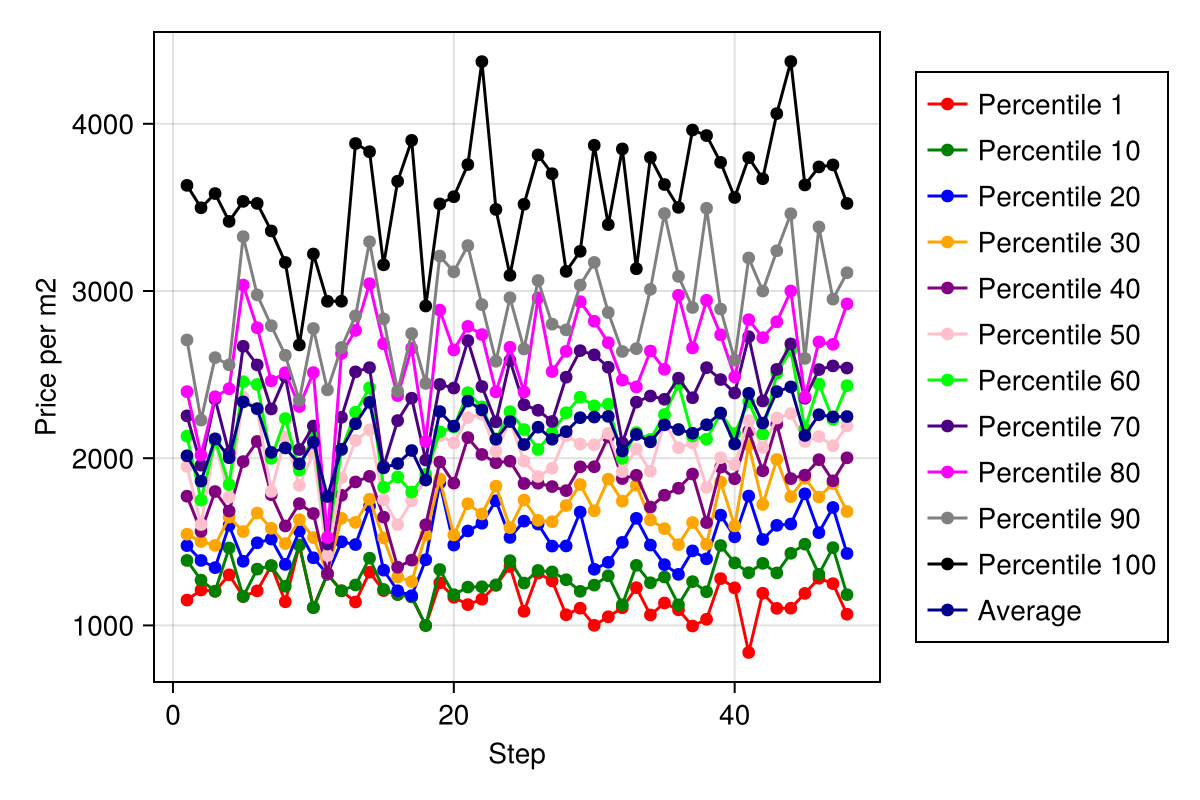 4000
3000
2000
1000
Price per m2
0
20
40
Step
Percentile 1
Percentile 10
Percentile 20
Percentile 30
Percentile 40
Percentile 50
Percentile 60
Percentile 70
Percentile 80
Percentile 90
Percentile 100
Average